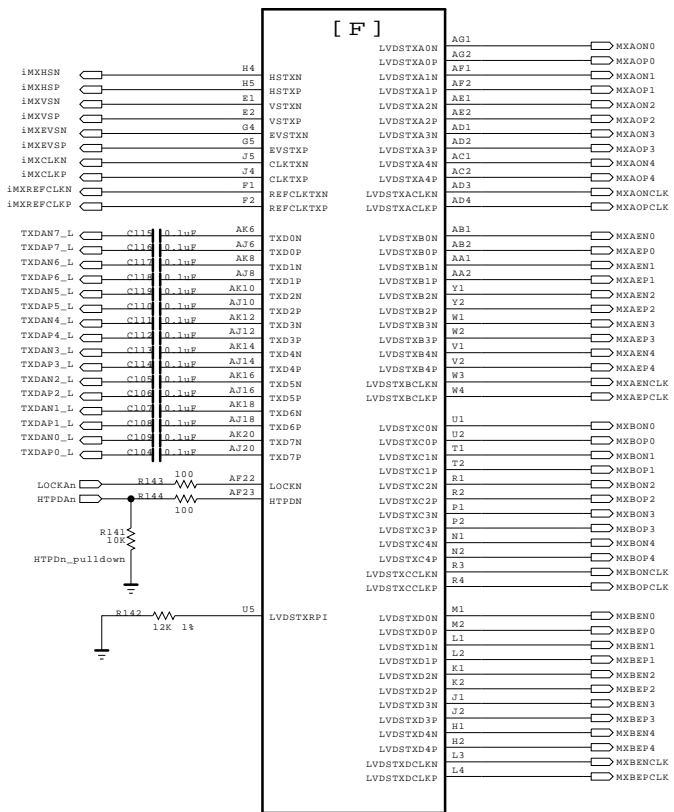 [ F ]
iMXHSN H4 HSTXN
iMXHSP H5 HSTXP
iMXVSN E1 VSTXN
iMXVSP E2 VSTXP
iMXEVSN G4 EVSTXN
iMXEVSP G5 EVSTXP
iMXCLKN J5 CLKTXN
iMXCLKP J4 CLKTXP
iMXREFCLKN F1 REFCLKTXN
iMXREFCLKP F2 REFCLKTXP
TXDAN7_L C115 0.1uF AK6 TXD0N
TXDAP7_L C116 0.1uF AJ6 TXD0P
TXDAN6_L C117 0.1uF AK8 TXD1N
TXDAP6_L C118 0.1uF AJ8 TXD1P
TXDAN5_L C119 0.1uF AK10 TXD2N
TXDAP5_L C110 0.1uF AJ10 TXD2P
TXDAN4_L C111 0.1uF AK12 TXD3N
TXDAP4_L C112 0.1uF AJ12 TXD3P
TXDAN3_L C113 0.1uF AK14 TXD4N
TXDAP3_L C114 0.1uF AJ14 TXD4P
TXDAN2_L C105 0.1uF AK16 TXD5N
TXDAP2_L C106 0.1uF AJ16 TXD5P
TXDAN1_L C107 0.1uF AK18 TXD6N
TXDAP1_L C108 0.1uF AJ18 TXD6P
TXDAN0_L C109 0.1uF AK20 TXD7N
TXDAP0_L C104 0.1uF AJ20 TXD7P
LOCKAn R143 100 AF22 LOCKN
HTPDAn R144 100 AF23 HTPDN
R141
10K
HTPDn_pulldown
R142 12K 1% U5 LVDSTXRPI
LVDSTXA0N AG1 MXAON0
LVDSTXA0P AG2 MXAOP0
LVDSTXA1N AF1 MXAON1
LVDSTXA1P AF2 MXAOP1
LVDSTXA2N AE1 MXAON2
LVDSTXA2P AE2 MXAOP2
LVDSTXA3N AD1 MXAON3
LVDSTXA3P AD2 MXAOP3
LVDSTXA4N AC1 MXAON4
LVDSTXA4P AC2 MXAOP4
LVDSTXACLKN AD3 MXAONCLK
LVDSTXACLKP AD4 MXAOPCLK
LVDSTXB0N AB1 MXAEN0
LVDSTXB0P AB2 MXAEP0
LVDSTXB1N AA1 MXAEN1
LVDSTXB1P AA2 MXAEP1
LVDSTXB2N Y1 MXAEN2
LVDSTXB2P Y2 MXAEP2
LVDSTXB3N W1 MXAEN3
LVDSTXB3P W2 MXAEP3
LVDSTXB4N V1 MXAEN4
LVDSTXB4P V2 MXAEP4
LVDSTXBCLKN W3 MXAENCLK
LVDSTXBCLKP W4 MXAEPCLK
LVDSTXC0N U1 MXBON0
LVDSTXC0P U2 MXBOP0
LVDSTXC1N T1 MXBON1
LVDSTXC1P T2 MXBOP1
LVDSTXC2N R1 MXBON2
LVDSTXC2P R2 MXBOP2
LVDSTXC3N P1 MXBON3
LVDSTXC3P P2 MXBOP3
LVDSTXC4N N1 MXBON4
LVDSTXC4P N2 MXBOP4
LVDSTXCCLKN R3 MXBONCLK
LVDSTXCCLKP R4 MXBOPCLK
LVDSTXD0N M1 MXBEN0
LVDSTXD0P M2 MXBEP0
LVDSTXD1N L1 MXBEN1
LVDSTXD1P L2 MXBEP1
LVDSTXD2N K1 MXBEN2
LVDSTXD2P K2 MXBEP2
LVDSTXD3N J1 MXBEN3
LVDSTXD3P J2 MXBEP3
LVDSTXD4N H1 MXBEN4
LVDSTXD4P H2 MXBEP4
LVDSTXDCLKN L3 MXBENCLK
LVDSTXDCLKP L4 MXBEPCLK